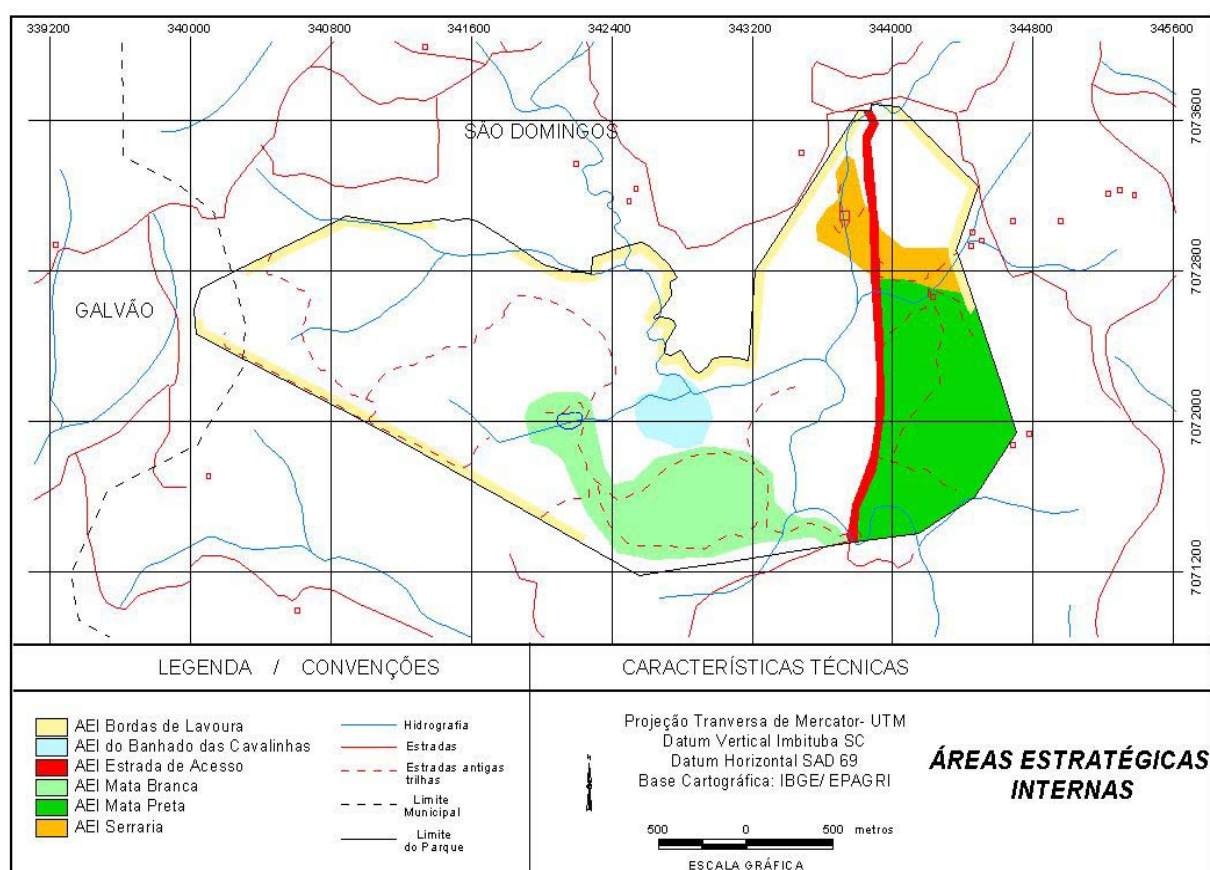 339200 340000 340800 341600 342400 343200 344000 344800 345600
7073600
SÃO DOMINGOS
7072800
GALVÃO
7072000
7071200
LEGENDA / CONVENÇÕES
AEI Bordas de Lavoura
AEI do Banhado das Cavalinhas
AEI Estrada de Acesso
AEI Mata Branca
AEI Mata Preta
AEI Serraria
Hidrografia
Estradas
Estradas antigas
trilhas
Limite
Municipal
Limite
do Parque
CARACTERÍSTICAS TÉCNICAS
Projeção Tranversa de Mercator- UTM
Datum Vertical Imbituba SC
Datum Horizontal SAD 69
Base Cartográfica: IBGE/ EPAGRI
N
500 0 500 metros
ESCALA GRÁFICA
ÁREAS ESTRATÉGICAS
INTERNAS